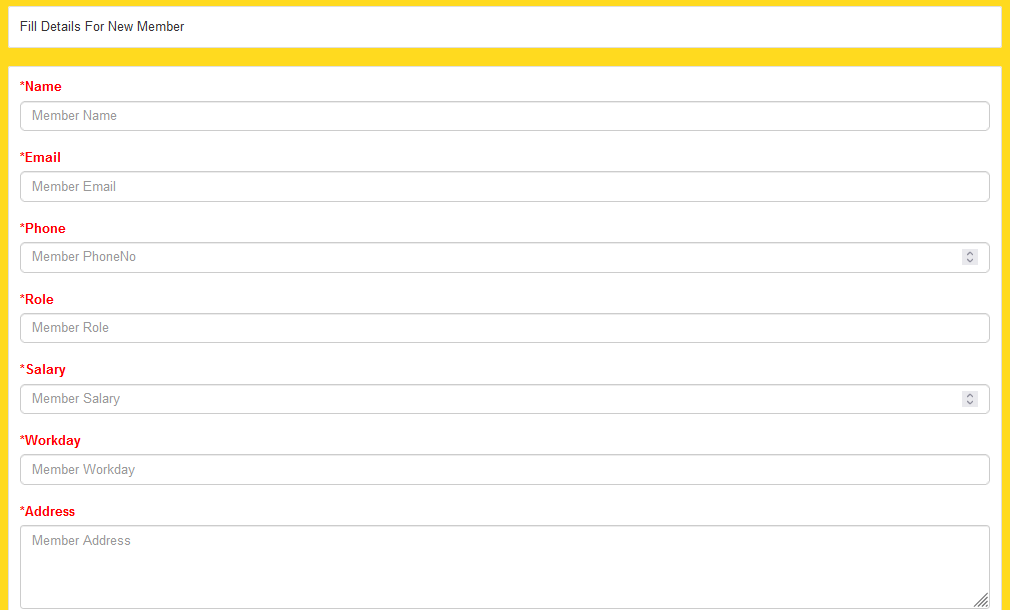 Fill Details For New Member
*Name
Member Name
*Email
Member Email
*Phone
Member PhoneNo
*Role
Member Role
*Salary
Member Salary
*Workday
Member Workday
*Address
Member Address